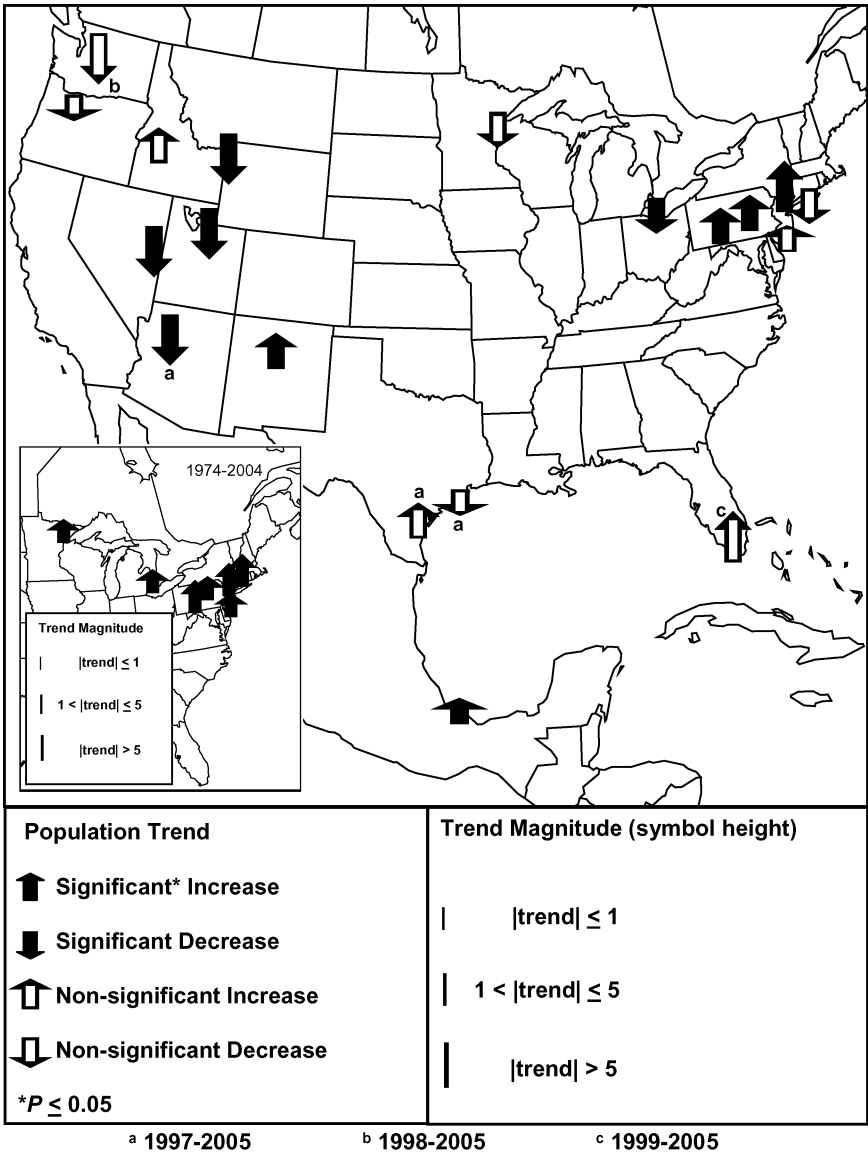 b
a
a
a
c
1974-2004
Trend Magnitude
|trend| ≤ 1
1 < |trend| ≤ 5
|trend| > 5
Population Trend
Significant* Increase
Significant Decrease
Non-significant Increase
Non-significant Decrease
*P ≤ 0.05
Trend Magnitude (symbol height)
|trend| ≤ 1
1 < |trend| ≤ 5
|trend| > 5
a 1997-2005 b 1998-2005 c 1999-2005